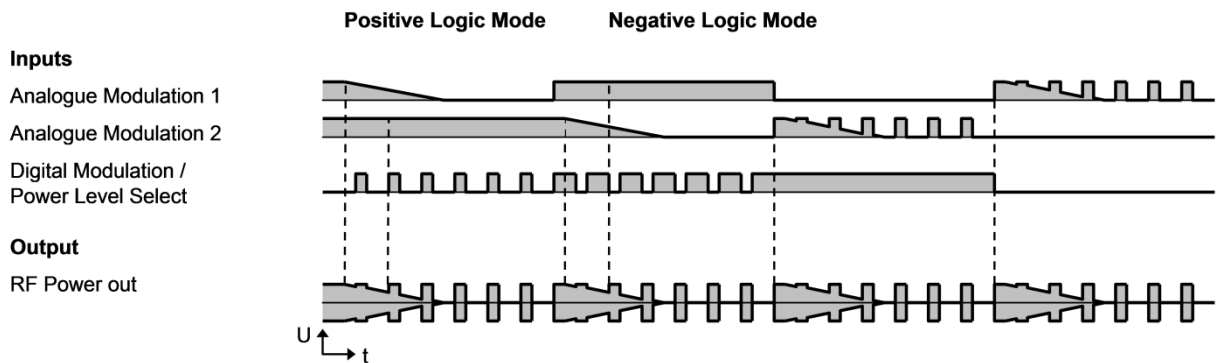 Positive Logic Mode Negative Logic Mode
Inputs
Analogue Modulation 1
Analogue Modulation 2
Digital Modulation /
Power Level Select
Output
RF Power out
U
t